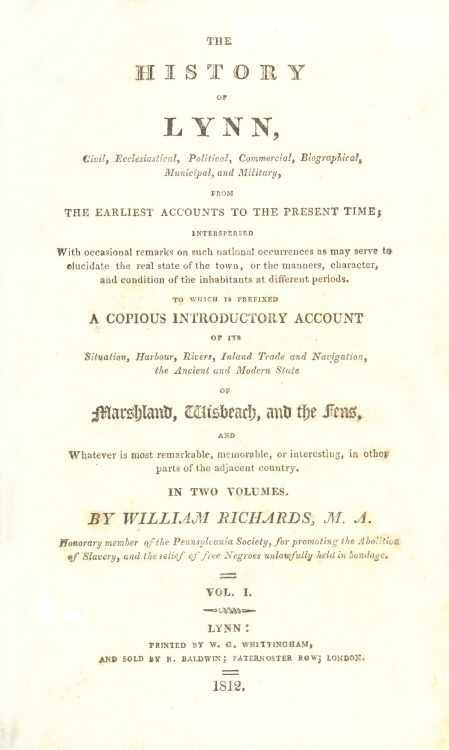 THE
HISTORY
OF
LYNN,
Civil, Ecclesiastical, Political, Commercial, Biographical,
Municipal, and Military,
FROM
THE EARLIEST ACCOUNTS TO THE PRESENT TIME;
INTERSPERSED
With occasional remarks on such national occurrences as may serve to
elucidate the real state of the town, or the manners, character,
and condition of the inhabitants at different periods.
TO WHICH IS PREFIXED
A COPIOUS INTRODUCTORY ACCOUNT
OF ITS
Situation, Harbour, Rivers, Inland Trade and Navigation,
the Ancient and Modern State
OF
Marshland, Wisbeach, and the Fens,
AND
Whatever is most remarkable, memorable, or interesting, in other
parts of the adjacent country.
IN TWO VOLUMES.
BY WILLIAM RICHARDS, M. A.
Honorary member of the Pennsylvania Society, for promoting the Abolition
of Slavery, and the relief of free Negroes unlawfully held in bondage.
VOL. I.
LYNN:
PRINTED BY W. G. WHITTINGHAM,
AND SOLD BY R. BALDWIN; PATERNOSTER ROW; LONDON.
1812.